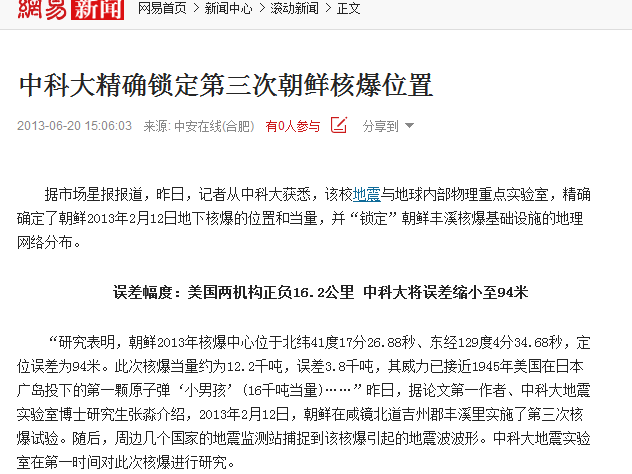 網易新闻 网易首页 > 新闻中心 > 滚动新闻 > 正文
中科大精确锁定第三次朝鲜核爆位置
2013-06-20 15:06:03 来源: 中安在线(合肥) 有0人参与 分享到
据市场星报报道，昨日，记者从中科大获悉，该校地震与地球内部物理重点实验室，精确
确定了朝鲜2013年2月12日地下核爆的位置和当量，并“锁定”朝鲜丰溪核爆基础设施的地理
网络分布。
误差幅度：美国两机构正负16.2公里 中科大将误差缩小至94米
“研究表明，朝鲜2013年核爆中心位于北纬41度17分26.88秒、东经129度4分34.68秒，定
位误差为94米。此次核爆当量约为12.2千吨，误差3.8千吨，其威力已接近1945年美国在日本
广岛投下的第一颗原子弹‘小男孩’(16千吨当量)……”昨日，据论文第一作者、中科大地震
实验室博士研究生张淼介绍，2013年2月12日，朝鲜在咸镜北道吉州郡丰溪里实施了第三次核
爆试验。随后，周边几个国家的地震监测站捕捉到该核爆引起的地震波波形。中科大地震实验
室在第一时间对此次核爆进行研究。